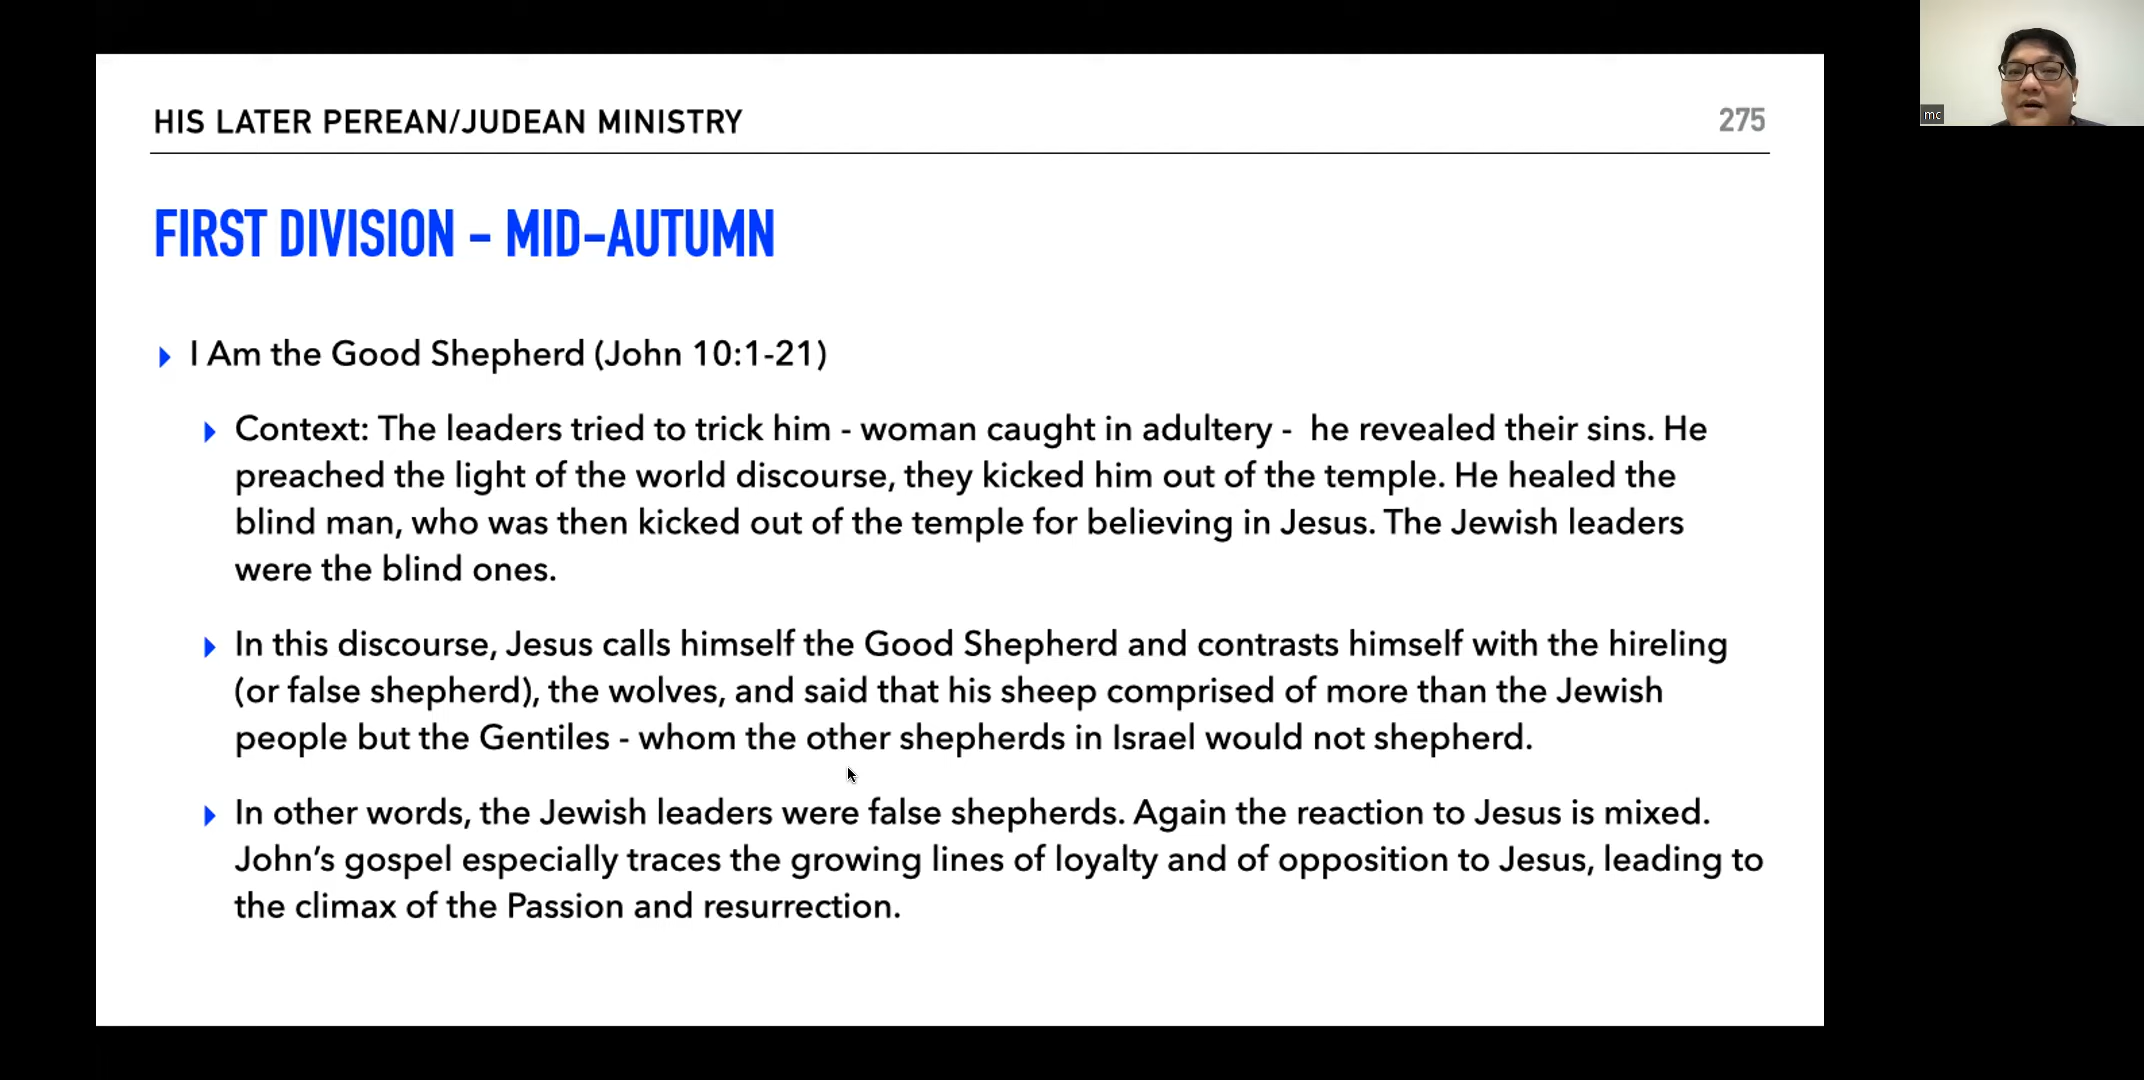 HIS LATER PEREAN/JUDEAN MINISTRY
275
FIRST DIVISION - MID-AUTUMN
I Am the Good Shepherd (John 10:1-21)
Context: The leaders tried to trick him - woman caught in adultery -  he revealed their sins. He
preached the light of the world discourse, they kicked him out of the temple. He healed the
blind man, who was then kicked out of the temple for believing in Jesus. The Jewish leaders
were the blind ones.
In this discourse, Jesus calls himself the Good Shepherd and contrasts himself with the hireling
(or false shepherd), the wolves, and said that his sheep comprised of more than the Jewish
people but the Gentiles - whom the other shepherds in Israel would not shepherd.
In other words, the Jewish leaders were false shepherds. Again the reaction to Jesus is mixed.
John’s gospel especially traces the growing lines of loyalty and of opposition to Jesus, leading to
the climax of the Passion and resurrection.
mc